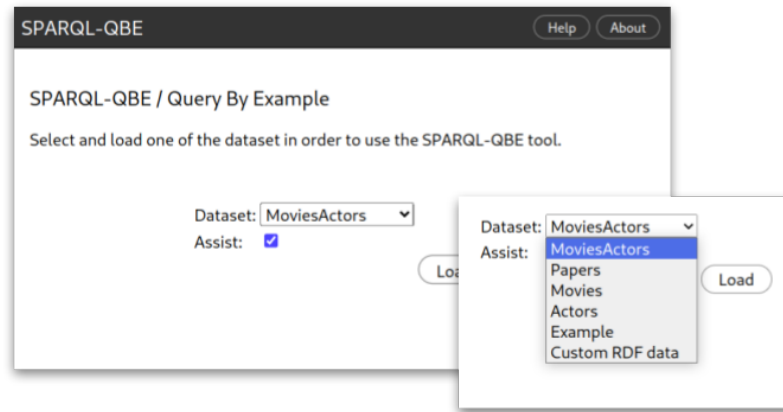 SPARQL-QBE Help About
SPARQL-QBE / Query By Example
Select and load one of the dataset in order to use the SPARQL-QBE tool.
Dataset: MoviesActors
Assist:
Dataset: MoviesActors
Assist:
MoviesActors
Papers
Movies
Actors
Example
Custom RDF data
Load